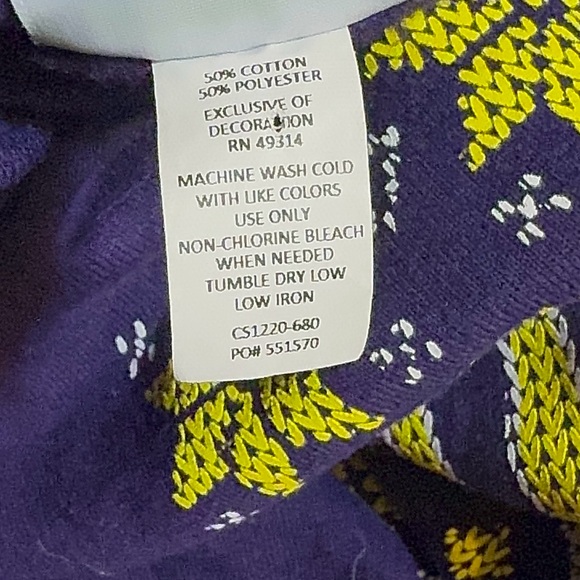 50% COTTON
50% POLYESTER
EXCLUSIVE OF
DECORATION
RN 49314
MACHINE WASH COLD
WITH LIKE COLORS
USE ONLY
NON-CHLORINE BLEACH
WHEN NEEDED
TUMBLE DRY LOW
LOW IRON
CS1220-680
PO# 551570